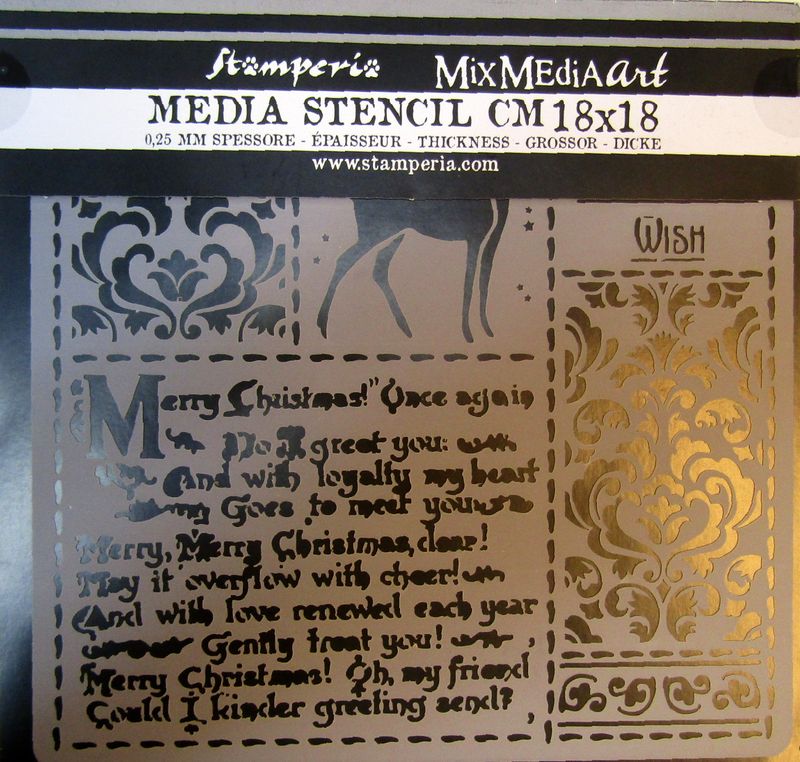 Stamperia MixMEdiAArt
MEDIA STENCIL CM 18x18
0,25 MM SPESSORE - ÉPAISSEUR - THICKNESS - GROSSOR - DICKE
www.stamperia.com
WISH
Merry Christmas!" Once again
Do I greet you:
And with loyalty my heart
Goes to meet you
Merry, Merry Christmas, dear!
May it overflow with cheer!
And with love renewed each year
Gently treat you!
Merry Christmas! Oh, my friend
Could I kinder greeting send?